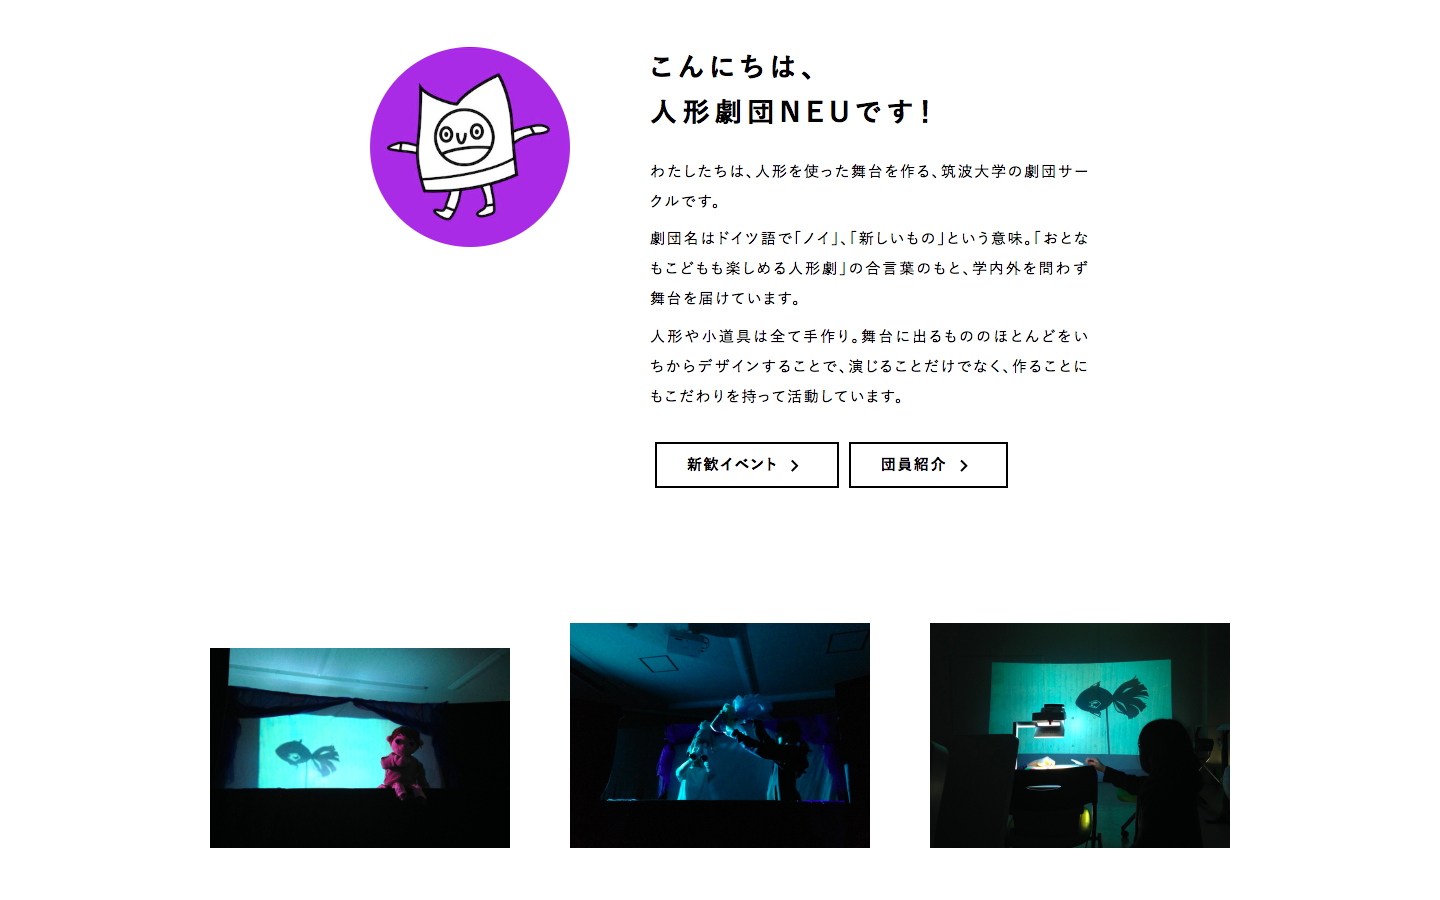 こんにちは、
人形劇団NEUです！
わたしたちは、人形を使った舞台を作る、筑波大学の劇団サー
クルです。
劇団名はドイツ語で「ノイ」、「新しいもの」という意味。「おとな
もこどもも楽しめる人形劇」の合言葉のもと、学内外を問わず
舞台を届けています。
人形や小道具は全て手作り。舞台に出るもののほとんどをい
ちからデザインすることで、演じることだけでなく、作ることに
もこだわりを持って活動しています。
新歓イベント
団員紹介